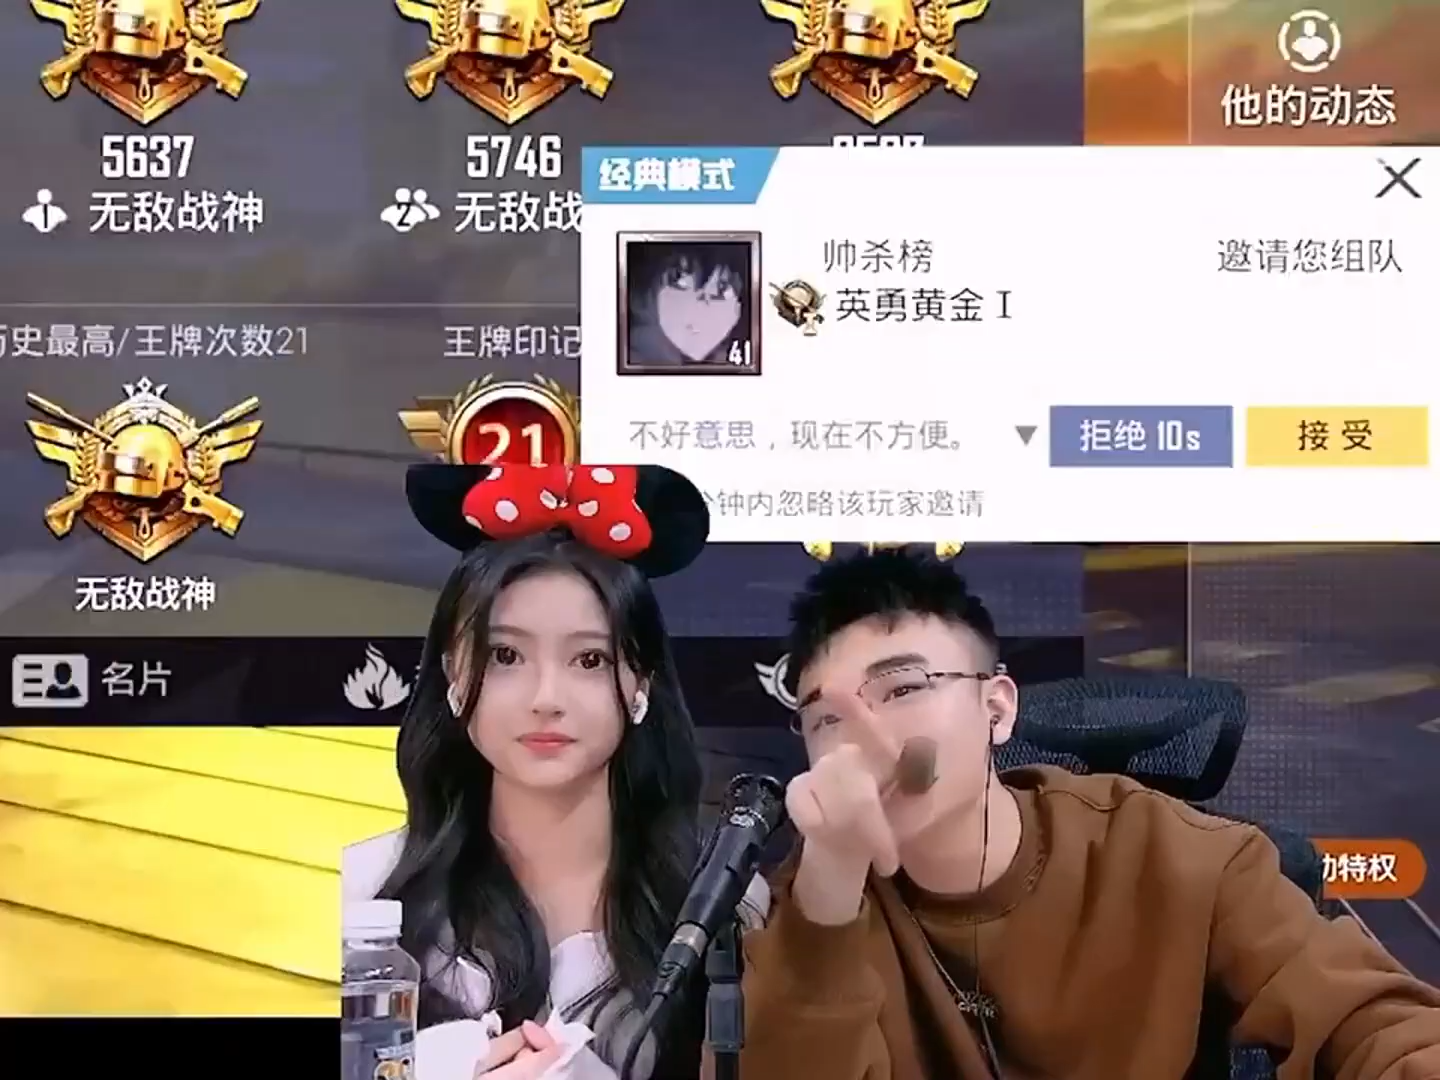 他的动态
5637
5746
无敌战神
无敌战
经典模式
帅杀榜
邀请您组队
英勇黄金 I
41
不好意思，现在不方便。
拒绝 10s
接受
钟内忽略该玩家邀请
历史最高/王牌次数21
王牌印记
21
无敌战神
名片
特权